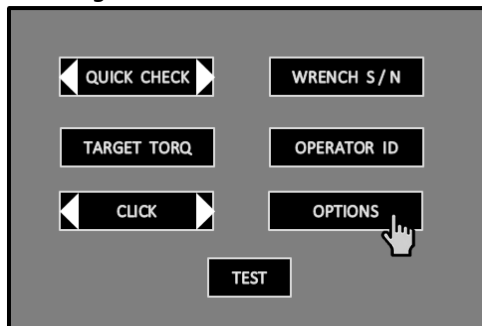 QUICK CHECK
WRENCH S / N
TARGET TORQ
OPERATOR ID
CLICK
OPTIONS
TEST